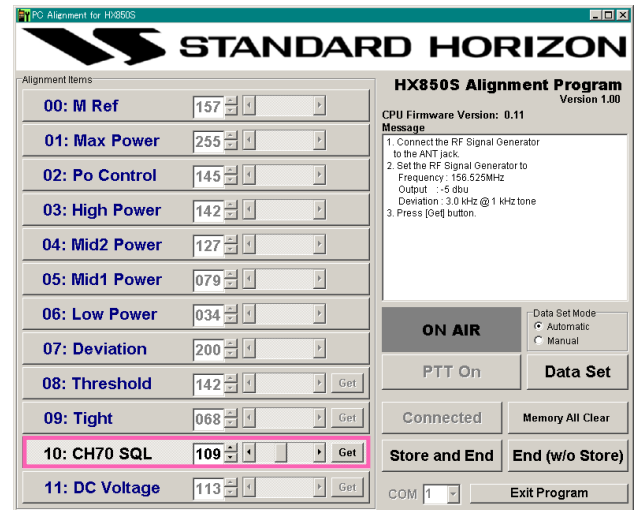 PC Alignment for HX850S
STANDARD HORIZON
Alignment Items
00: M Ref 157
01: Max Power 255
02: Po Control 145
03: High Power 142
04: Mid2 Power 127
05: Mid1 Power 079
06: Low Power 034
07: Deviation 200
08: Threshold 142 Get
09: Tight 068 Get
10: CH70 SQL 109 Get
11: DC Voltage 113 Get
HX850S Alignment Program
Version 1.00
CPU Firmware Version: 0.11
Message
1. Connect the RF Signal Generator
to the ANT jack.
2. Set the RF Signal Generator to
Frequency : 156.525MHz
Output : -5 dbu
Deviation : 3.0 kHz @ 1 kHz tone
3. Press [Get] button.
ON AIR
Data Set Mode
Automatic
Manual
PTT On
Data Set
Connected
Memory All Clear
Store and End
End (w/o Store)
COM 1
Exit Program